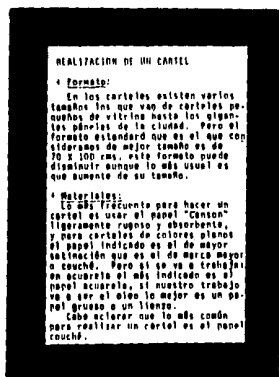 REALIZACION DE UN CARTEL
+ Formato:
En los carteles existen varios
tamaños los que van de carteles pe-
queños de vitrina hasta los gigan-
tes páneles de la ciudad. Pero el
formato estandard que es el que con
sideramos de mejor tamaño es de
70 X 100 cms. este formato puede
disminuir aunque lo más usual es
que aumente de su tamaño.
+ Materiales:
Lo más frecuente para hacer un
cartel es usar el papel "Canson"
ligeramente rugoso y absorbente,
y para carteles de colores planos
el papel indicado es el de mayor
satinación que es el de marca mayor
o couché. Pero si se va a trabajar
en acuarela el más indicado es el
papel acuarela, si nuestro trabajo
va a ser el óleo lo mejor es un pa-
pel grueso o un lienzo.
Cabe aclarar que lo más común
para realizar un cartel es el papel
couché.